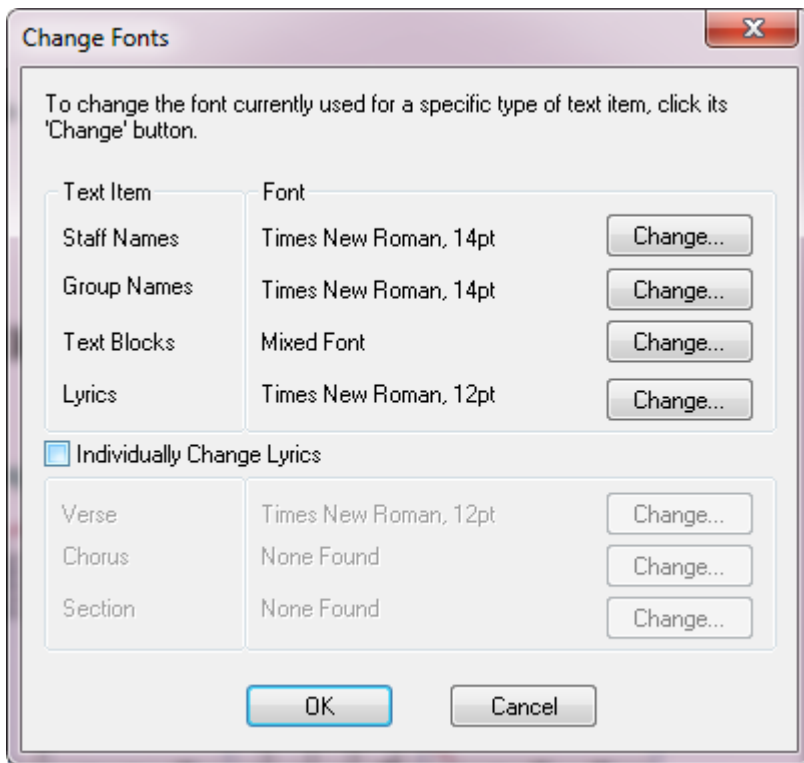 Change Fonts
To change the font currently used for a specific type of text item, click its
'Change' button.
Text Item Font
Staff Names Times New Roman, 14pt Change...
Group Names Times New Roman, 14pt Change...
Text Blocks Mixed Font Change...
Lyrics Times New Roman, 12pt Change...
Individually Change Lyrics
Verse Times New Roman, 12pt Change...
Chorus None Found Change...
Section None Found Change...
OK Cancel